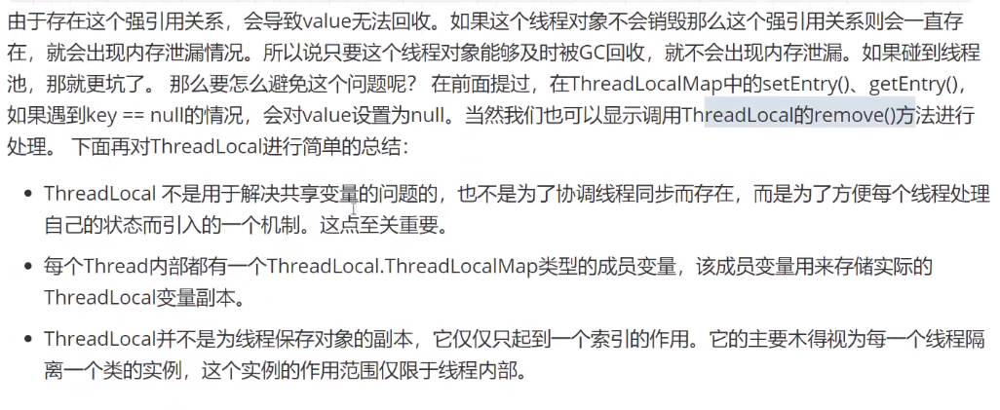 由于存在这个强引用关系，会导致value无法回收。如果这个线程对象不会销毁那么这个强引用关系则会一直存
在，就会出现内存泄漏情况。所以说只要这个线程对象能够及时被GC回收，就不会出现内存泄漏。如果碰到线程
池，那就更坑了。 那么要怎么避免这个问题呢？ 在前面提过，在ThreadLocalMap中的setEntry()、getEntry()，
如果遇到key == null的情况，会对value设置为null。当然我们也可以显示调用ThreadLocal的remove()方法进行
处理。 下面再对ThreadLocal进行简单的总结：
• ThreadLocal 不是用于解决共享变量的问题的，也不是为了协调线程同步而存在，而是为了方便每个线程处理
自己的状态而引入的一个机制。这点至关重要。
• 每个Thread内部都有一个ThreadLocal.ThreadLocalMap类型的成员变量，该成员变量用来存储实际的
ThreadLocal变量副本。
• ThreadLocal并不是为线程保存对象的副本，它仅仅只起到一个索引的作用。它的主要木得视为每一个线程隔
离一个类的实例，这个实例的作用范围仅限于线程内部。